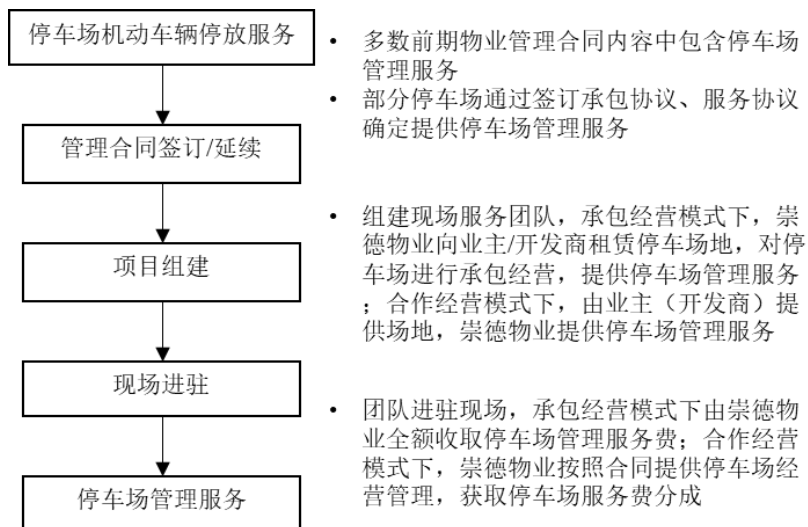 停车场机动车辆停放服务
• 多数前期物业管理合同内容中包含停车场
管理服务
• 部分停车场通过签订承包协议、服务协议
确定提供停车场管理服务
管理合同签订/延续
• 组建现场服务团队，承包经营模式下，崇
德物业向业主/开发商租赁停车场地，对停
车场进行承包经营，提供停车场管理服务
；合作经营模式下，由业主（开发商）提
供场地，崇德物业提供停车场管理服务
项目组建
现场进驻
• 团队进驻现场，承包经营模式下由崇德物
业全额收取停车场管理服务费；合作经营
模式下，崇德物业按照合同提供停车场经
营管理，获取停车场服务费分成
停车场管理服务